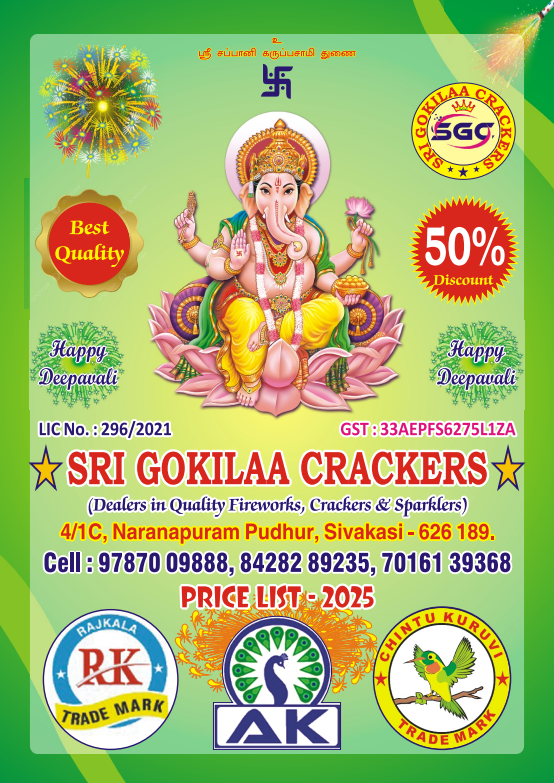 உ
ஸ்ரீ சப்பானி கருப்பசாமி துணை
SRI GOKILAA CRACKERS
SGC
Best
Quality
50%
Discount
Happy
Deepavali
Happy
Deepavali
LIC No. : 296/2021
GST : 33AEPFS6275L1ZA
SRI GOKILAA CRACKERS
(Dealers in Quality Fireworks, Crackers & Sparklers)
4/1C, Naranapuram Pudhur, Sivakasi - 626 189.
Cell : 97870 09888, 84282 89235, 70161 39368
PRICE LIST - 2025
RAJKALA
RK
TRADE MARK
AK
CHINTU KURUVI
TRADE MARK